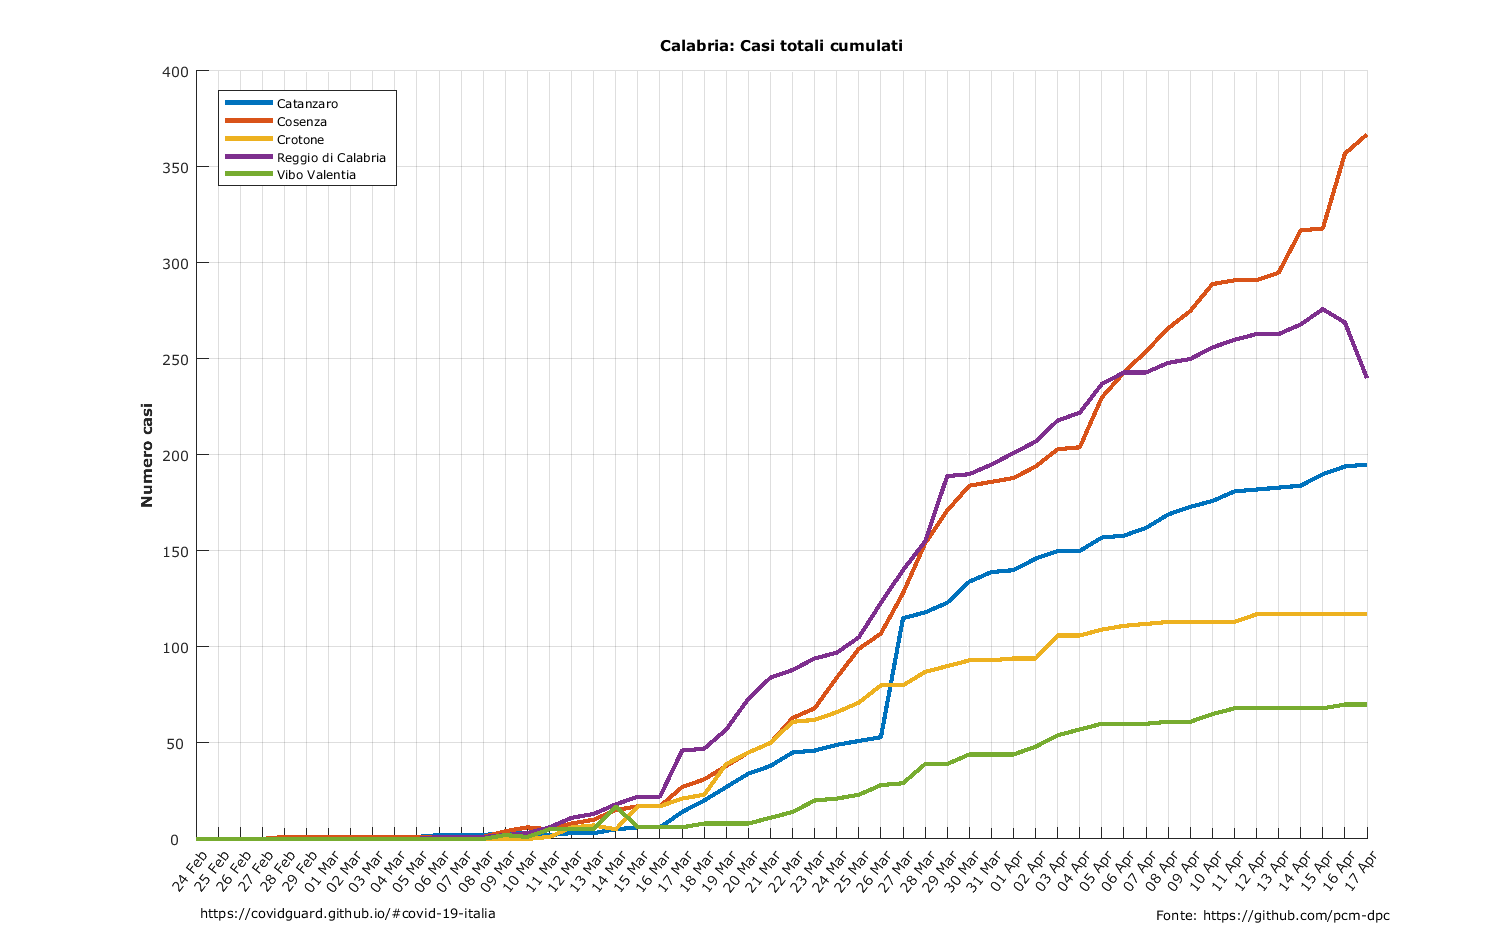 Calabria: Casi totali cumulati
400
350
300
250
200
150
100
50
0
Numero casi
Catanzaro
Cosenza
Crotone
Reggio di Calabria
Vibo Valentia
24 Feb
25 Feb
26 Feb
27 Feb
28 Feb
29 Feb
01 Mar
02 Mar
03 Mar
04 Mar
05 Mar
06 Mar
07 Mar
08 Mar
09 Mar
10 Mar
11 Mar
12 Mar
13 Mar
14 Mar
15 Mar
16 Mar
17 Mar
18 Mar
19 Mar
20 Mar
21 Mar
22 Mar
23 Mar
24 Mar
25 Mar
26 Mar
27 Mar
28 Mar
29 Mar
30 Mar
31 Mar
01 Apr
02 Apr
03 Apr
04 Apr
05 Apr
06 Apr
07 Apr
08 Apr
09 Apr
10 Apr
11 Apr
12 Apr
13 Apr
14 Apr
15 Apr
16 Apr
17 Apr
https://covidguard.github.io/#covid-19-italia
Fonte: https://github.com/pcm-dpc